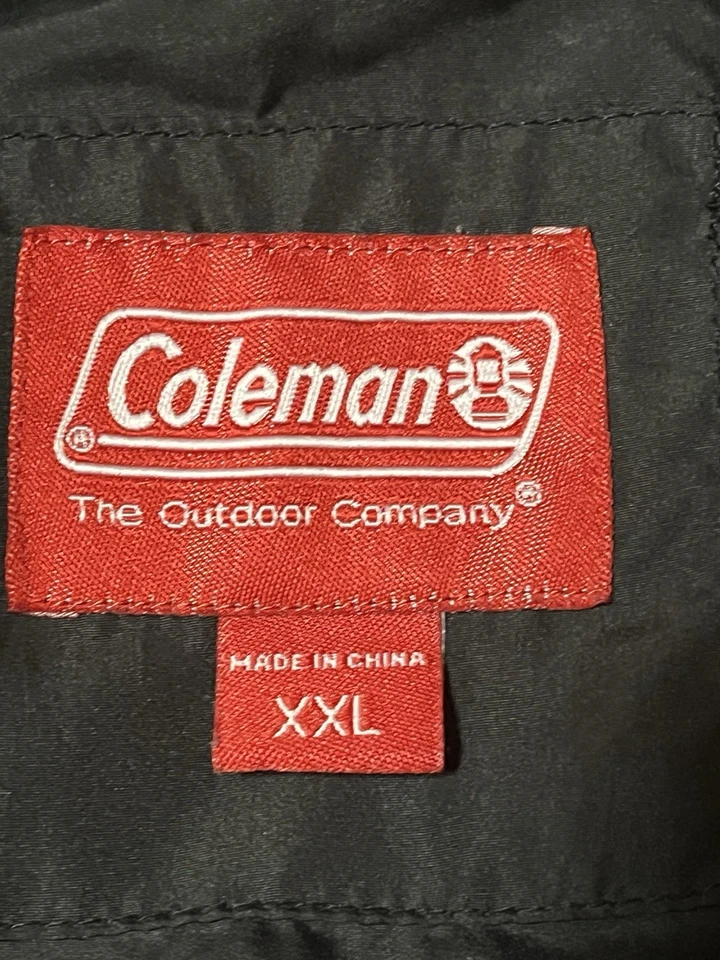 Coleman
®
The Outdoor Company®
MADE IN CHINA
XXL